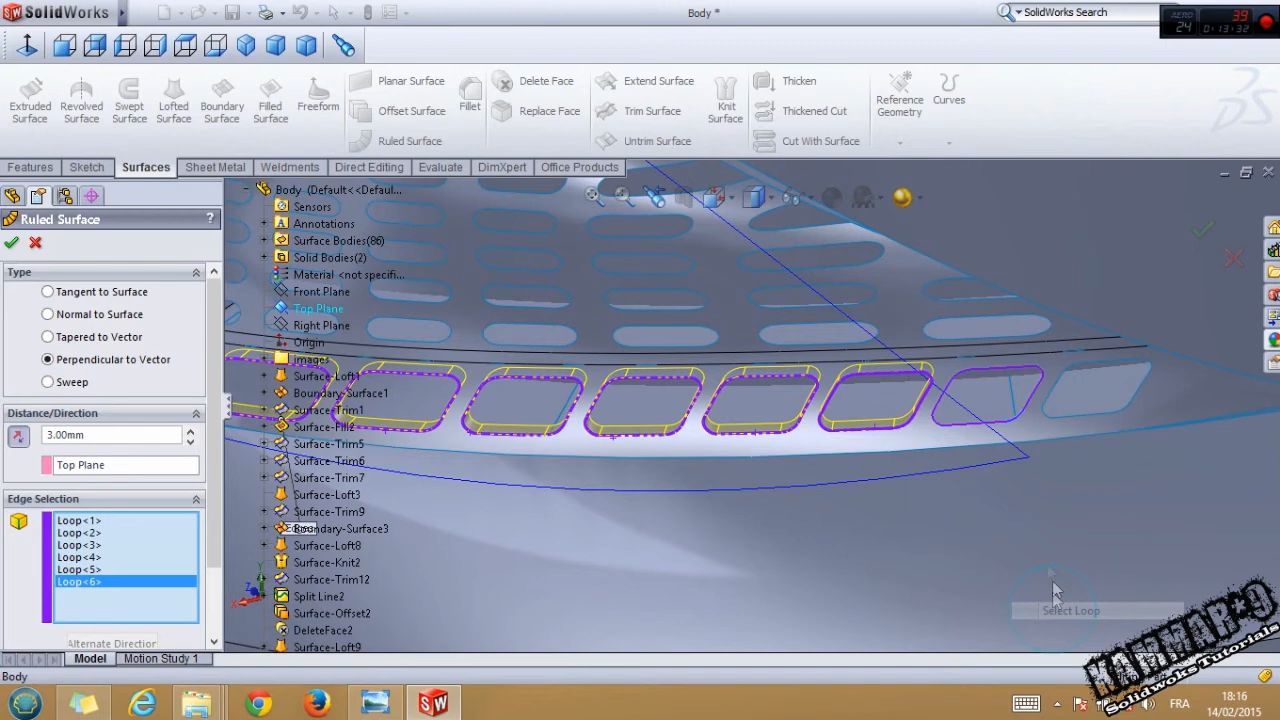 SolidWorks
Body *
SolidWorks Search
AERO
24
39
0:13:32
Extruded Surface
Revolved Surface
Swept Surface
Lofted Surface
Boundary Surface
Filled Surface
Freeform
Planar Surface
Offset Surface
Ruled Surface
Fillet
Delete Face
Replace Face
Extend Surface
Trim Surface
Untrim Surface
Knit Surface
Thicken
Thickened Cut
Cut With Surface
Reference Geometry
Curves
Features
Sketch
Surfaces
Sheet Metal
Weldments
Direct Editing
Evaluate
DimXpert
Office Products
Ruled Surface
?
Type
Tangent to Surface
Normal to Surface
Tapered to Vector
Perpendicular to Vector
Sweep
Distance/Direction
3.00mm
Top Plane
Edge Selection
Loop<1>
Loop<2>
Loop<3>
Loop<4>
Loop<5>
Loop<6>
Alternate Direction
Body (Default<<Defaul...
Sensors
Annotations
Surface Bodies(86)
Solid Bodies(2)
Material <not specifi...
Front Plane
Top Plane
Right Plane
Origin
images
Surface-Loft1
Boundary-Surface1
Surface-Trim1
Surface-Fill2
Surface-Trim5
Surface-Trim6
Surface-Trim7
Surface-Loft3
Surface-Trim9
Boundary-Surface3
Surface-Loft8
Surface-Knit2
Surface-Trim12
Split Line2
Surface-Offset2
DeleteFace2
Surface-Loft9
Select Loop
Model
Motion Study 1
Body
FRA
18:16
14/02/2015
Solidwoks Tutorials